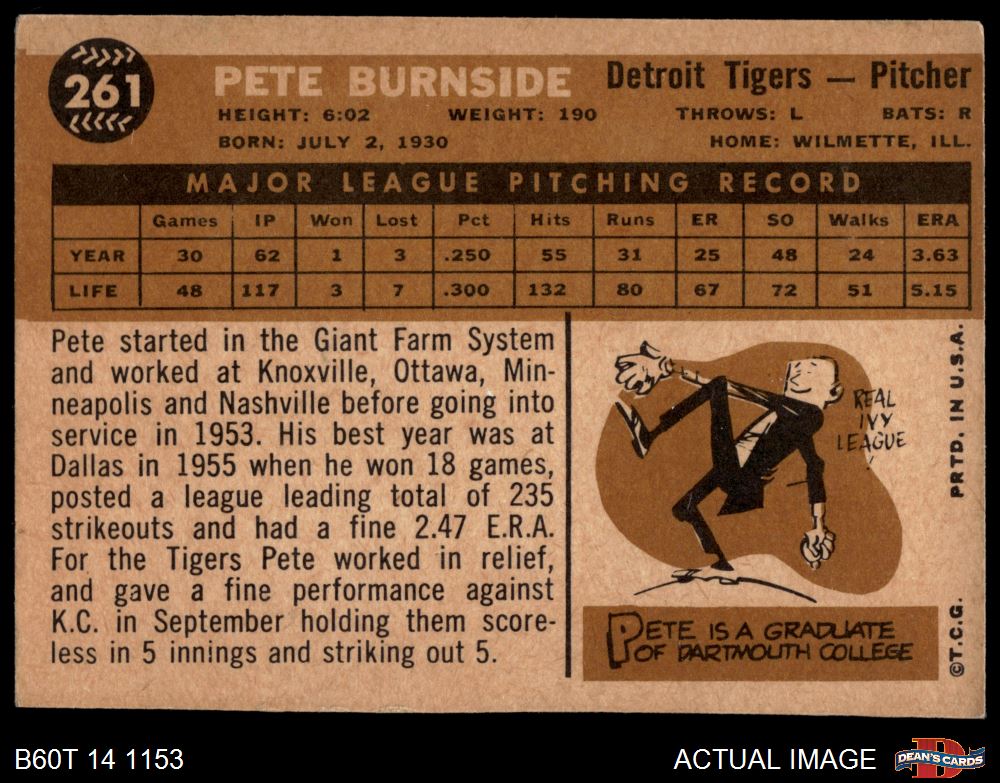 261
PETE BURNSIDE
Detroit Tigers — Pitcher
HEIGHT: 6:02 WEIGHT: 190 THROWS: L BATS: R
BORN: JULY 2, 1930 HOME: WILMETTE, ILL.
MAJOR LEAGUE PITCHING RECORD
Games IP Won Lost Pct Hits Runs ER SO Walks ERA
YEAR 30 62 1 3 .250 55 31 25 48 24 3.63
LIFE 48 117 3 7 .300 132 80 67 72 51 5.15
Pete started in the Giant Farm System
and worked at Knoxville, Ottawa, Min-
neapolis and Nashville before going into
service in 1953. His best year was at
Dallas in 1955 when he won 18 games,
posted a league leading total of 235
strikeouts and had a fine 2.47 E.R.A.
For the Tigers Pete worked in relief,
and gave a fine performance against
K.C. in September holding them score-
less in 5 innings and striking out 5.
REAL
IVY
LEAGUE
!
PETE IS A GRADUATE
OF DARTMOUTH COLLEGE
©T.C.G. PRTD. IN U.S.A.
B60T 14 1153
ACTUAL IMAGE
DEAN'S CARDS